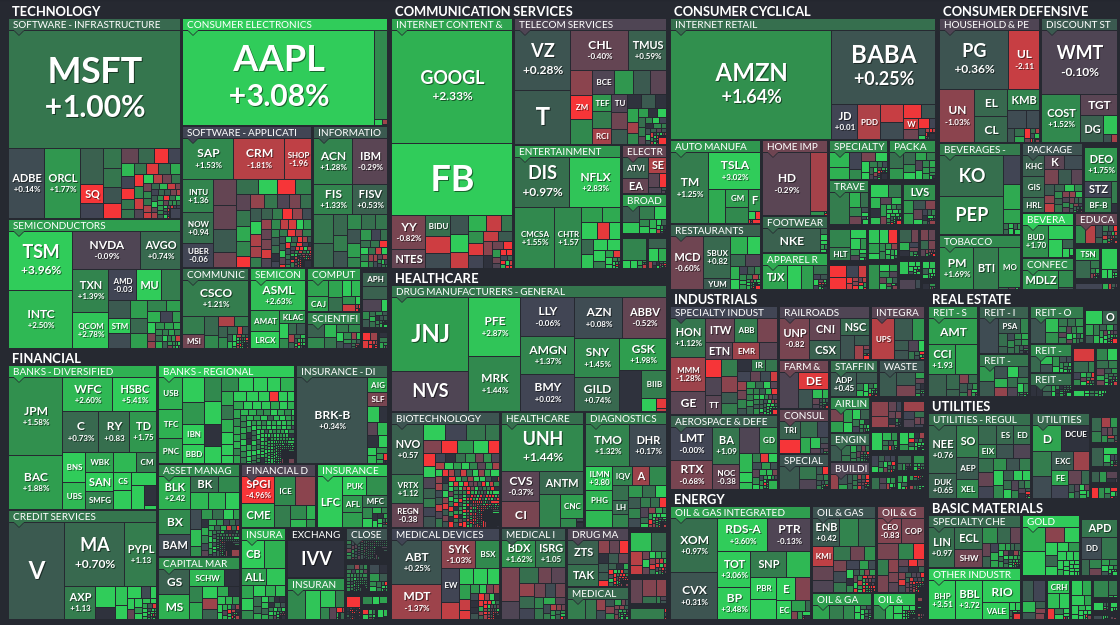 TECHNOLOGY
SOFTWARE - INFRASTRUCTURE
MSFT
+1.00%
ADBE
+0.14%
ORCL
+1.77%
SQ
CONSUMER ELECTRONICS
AAPL
+3.08%
SOFTWARE - APPLICATI
SAP
+1.53%
CRM
-1.81%
SHOP
-1.96
INTU
+1.36
NOW
+0.94
UBER
-0.06
INFORMATIO
ACN
+1.28%
IBM
-0.29%
FIS
+1.33%
FISV
+0.53%
SEMICONDUCTORS
TSM
+3.96%
NVDA
-0.09%
AVGO
+0.74%
TXN
+1.39%
AMD
-0.03
MU
INTC
+2.50%
QCOM
+2.78%
STM
COMMUNIC
CSCO
+1.21%
MSI
SEMICON
ASML
+2.63%
AMAT
KLAC
LRCX
COMPUT
CAJ
APH
SCIENTIFI
COMMUNICATION SERVICES
INTERNET CONTENT &
GOOGL
+2.33%
FB
YY
-0.82%
BIDU
NTES
TELECOM SERVICES
VZ
+0.28%
CHL
-0.40%
TMUS
+0.59%
T
BCE
ZM
TEF
TU
RCI
ENTERTAINMENT
DIS
+0.97%
NFLX
+2.83%
CMCSA
+1.55%
CHTR
+1.57
ELECTR
ATVI
SE
EA
BROAD
CONSUMER CYCLICAL
INTERNET RETAIL
AMZN
+1.64%
BABA
+0.25%
JD
+0.01
PDD
W
AUTO MANUFA
TM
+1.25%
TSLA
+3.02%
GM
F
HOME IMP
HD
-0.29%
SPECIALTY
PACKA
TRAVE
LVS
RESTAURANTS
MCD
-0.60%
SBUX
+0.82
YUM
FOOTWEAR
NKE
APPAREL R
TJX
HLT
CONSUMER DEFENSIVE
HOUSEHOLD & PE
PG
+0.36%
UL
-2.11
UN
-1.03%
EL
KMB
CL
DISCOUNT ST
WMT
-0.10%
COST
+1.52%
TGT
DG
BEVERAGES -
KO
PEP
PACKAGE
KHC
K
GIS
HRL
DEO
+1.75%
STZ
BF-B
BEVERA
BUD
+1.70
EDUCA
TSN
TOBACCO
PM
+1.69%
BTI
MO
CONFEC
MDLZ
HEALTHCARE
DRUG MANUFACTURERS - GENERAL
JNJ
PFE
+2.87%
LLY
-0.06%
AZN
+0.08%
ABBV
-0.52%
AMGN
+1.37%
SNY
+1.45%
GSK
+1.98%
NVS
MRK
+1.44%
BMY
+0.02%
GILD
+0.74%
BIIB
BIOTECHNOLOGY
NVO
+0.57
VRTX
+1.12
REGN
-0.38
HEALTHCARE
UNH
+1.44%
CVS
-0.37%
ANTM
CI
CNC
DIAGNOSTICS
TMO
+1.32%
DHR
+0.17%
ILMN
+3.80
IQV
A
PHG
LH
MEDICAL DEVICES
ABT
+0.25%
SYK
-1.03%
BSX
MDT
-1.37%
EW
MEDICAL I
BDX
+1.62%
ISRG
+1.05
DRUG MA
ZTS
TAK
MEDICAL
FINANCIAL
BANKS - DIVERSIFIED
JPM
+1.58%
WFC
+2.60%
HSBC
+5.41%
C
+0.73%
RY
+0.83
TD
+1.75
BAC
+1.88%
BNS
WBK
CM
SAN
CS
UBS
SMFG
BANKS - REGIONAL
USB
TFC
IBN
PNC
BBD
INSURANCE - DI
BRK-B
+0.34%
AIG
SLF
ASSET MANAG
BLK
+2.42
BK
BX
BAM
FINANCIAL D
SPGI
-4.96%
ICE
CME
INSURANCE
LFC
PUK
AFL
MFC
CREDIT SERVICES
V
MA
+0.70%
PYPL
+1.13
AXP
+1.13
CAPITAL MAR
GS
SCHW
MS
INSURA
CB
ALL
EXCHANG
IVV
INSURAN
CLOSE
INDUSTRIALS
SPECIALTY INDUST
HON
+1.12%
ITW
ABB
ETN
EMR
MMM
-1.28%
IR
GE
TT
RAILROADS
UNP
-0.82
CNI
NSC
CSX
INTEGRA
UPS
FARM &
DE
STAFFIN
ADP
+0.45
WASTE
AIRLIN
AEROSPACE & DEFE
LMT
-0.00%
BA
+1.09
GD
RTX
-0.68%
NOC
-0.38
CONSUL
TRI
SPECIAL
ENGIN
BUILDI
REAL ESTATE
REIT - S
AMT
CCI
+1.93
REIT - I
PSA
REIT - O
O
REIT -
REIT -
UTILITIES
UTILITIES - REGUL
NEE
+0.76
SO
ES
ED
EIX
AEP
DUK
+0.65
XEL
UTILITIES
D
DCUE
EXC
FE
ENERGY
OIL & GAS INTEGRATED
XOM
+0.97%
RDS-A
+3.60%
PTR
-0.13%
TOT
+3.06%
SNP
CVX
+0.31%
BP
+3.48%
PBR
E
EC
OIL & GAS
ENB
+0.42
KMI
OIL & G
CEO
-0.83
COP
OIL & GA
OIL &
BASIC MATERIALS
SPECIALTY CHE
LIN
+0.97
ECL
SHW
GOLD
APD
DD
OTHER INDUSTR
BHP
+3.51
BBL
+3.72
RIO
VALE
CRH